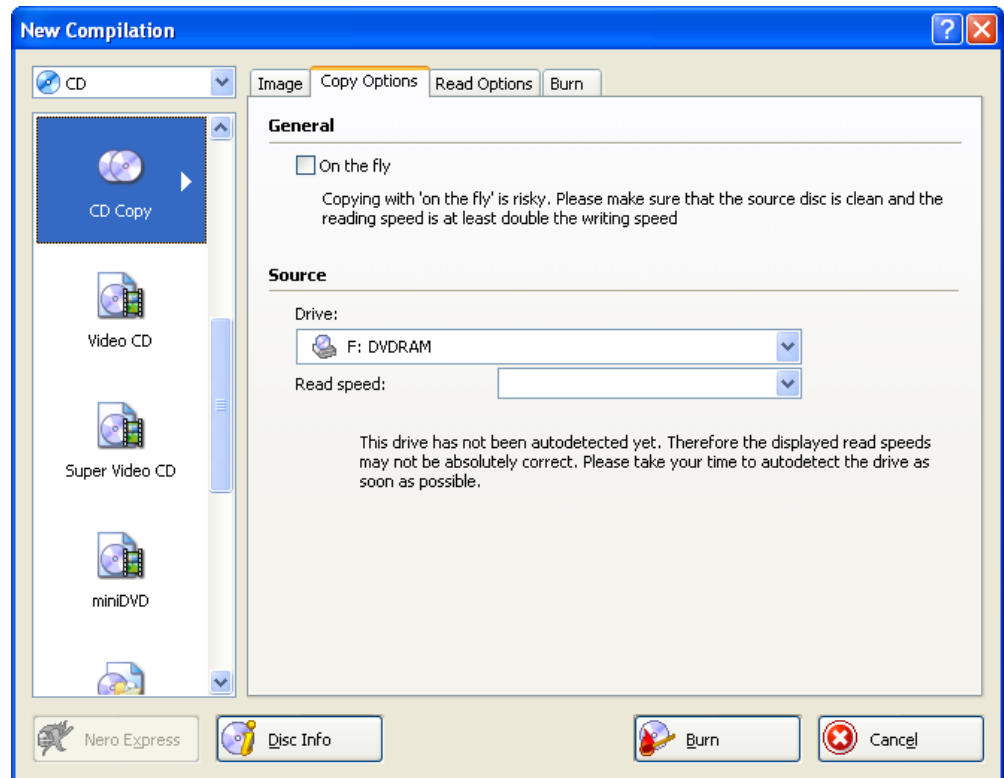 New Compilation
CD
Image
Copy Options
Read Options
Burn
CD Copy
Video CD
Super Video CD
miniDVD
General
On the fly
Copying with 'on the fly' is risky. Please make sure that the source disc is clean and the
reading speed is at least double the writing speed
Source
Drive:
F: DVDRAM
Read speed:
This drive has not been autodetected yet. Therefore the displayed read speeds
may not be absolutely correct. Please take your time to autodetect the drive as
soon as possible.
Nero Express
Disc Info
Burn
Cancel